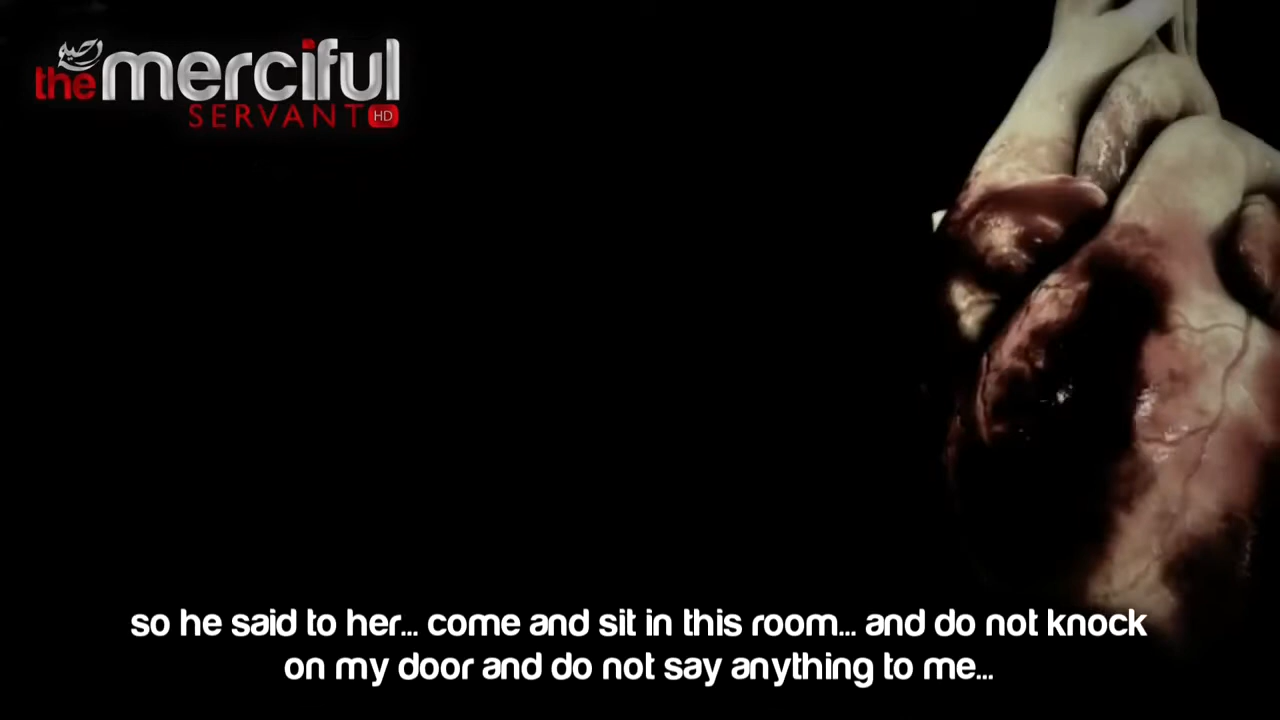 the merciful
SERVANT HD
so he said to her... come and sit in this room... and do not knock
on my door and do not say anything to me...